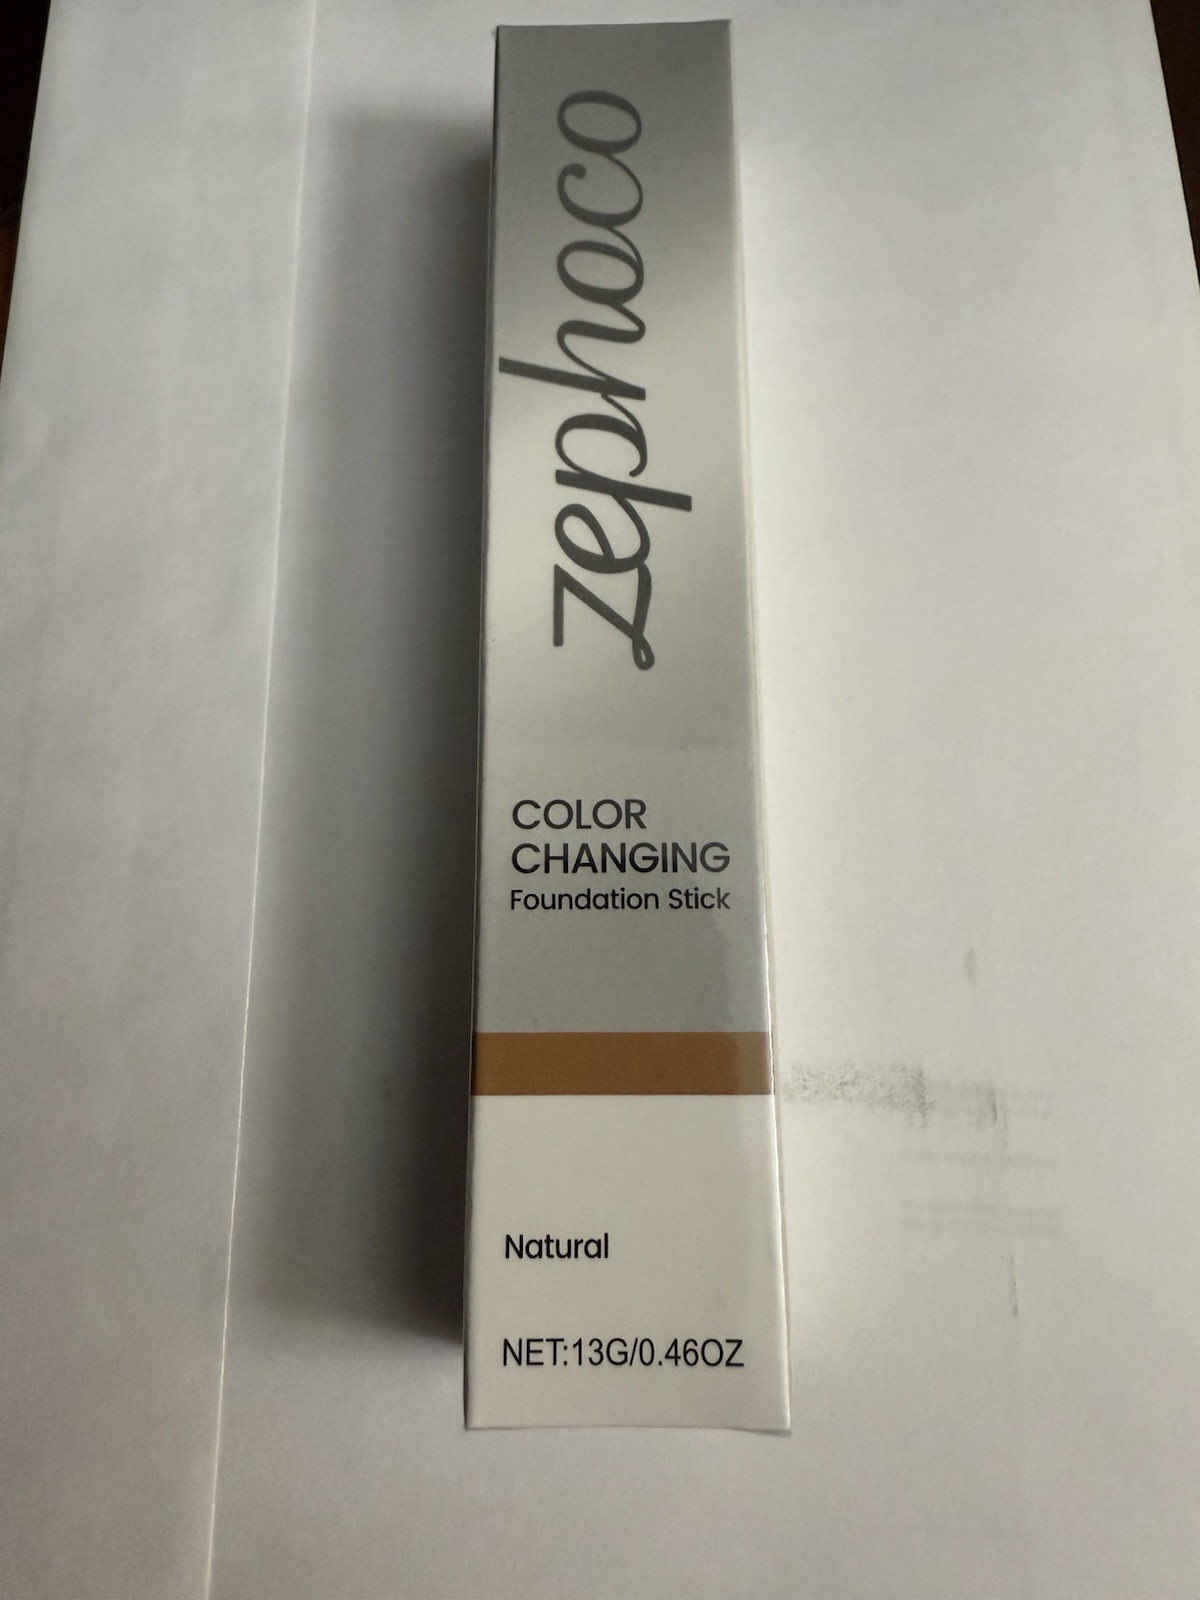 zephoco
COLOR
CHANGING
Foundation Stick
Natural
NET:13G/0.46OZ